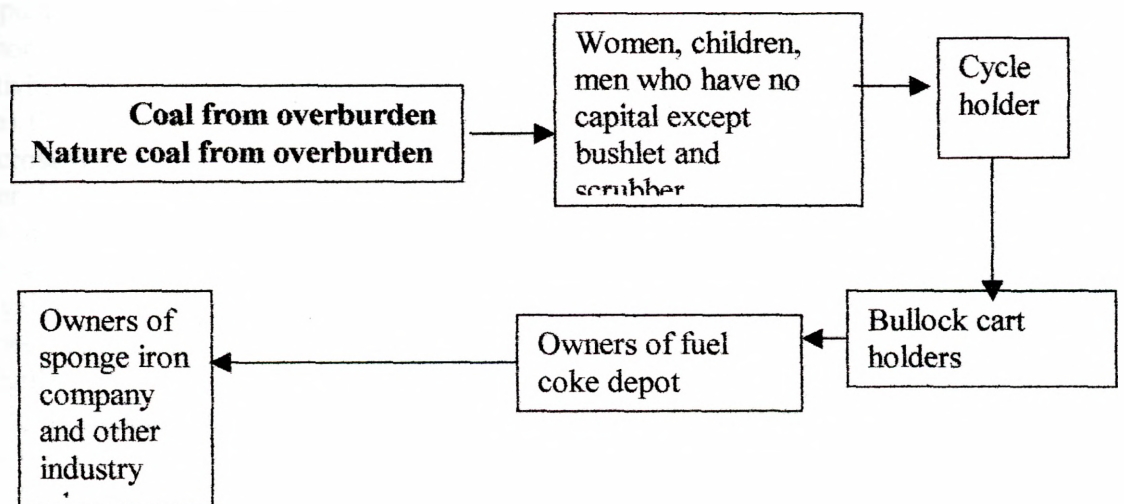 Coal from overburden
Nature coal from overburden
Women, children,
men who have no
capital except
bushlet and
scrubber
Cycle
holder
Bullock cart
holders
Owners of fuel
coke depot
Owners of
sponge iron
company
and other
industry